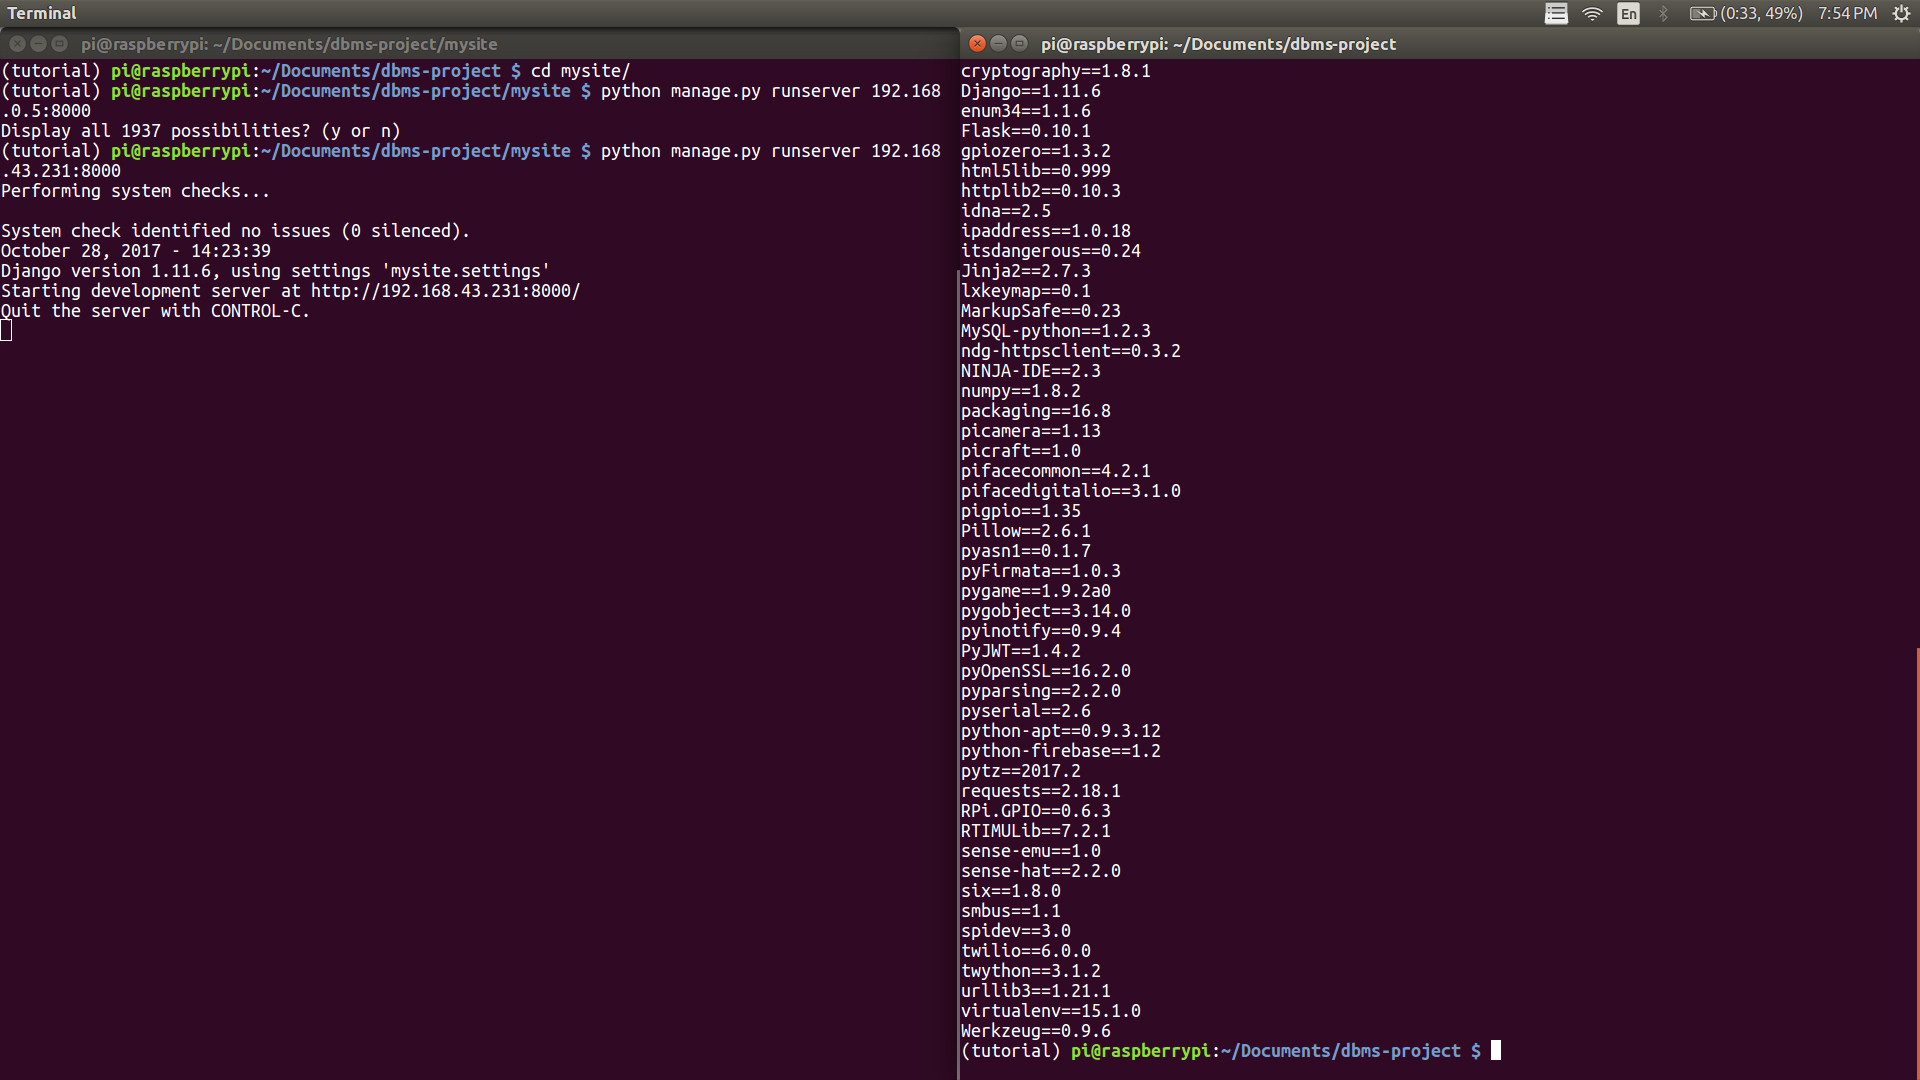 Terminal
En
(0:33, 49%)
7:54 PM
pi@raspberrypi: ~/Documents/dbms-project/mysite
(tutorial) pi@raspberrypi:~/Documents/dbms-project $ cd mysite/
(tutorial) pi@raspberrypi:~/Documents/dbms-project/mysite $ python manage.py runserver 192.168
.0.5:8000
Display all 1937 possibilities? (y or n)
(tutorial) pi@raspberrypi:~/Documents/dbms-project/mysite $ python manage.py runserver 192.168
.43.231:8000
Performing system checks...
System check identified no issues (0 silenced).
October 28, 2017 - 14:23:39
Django version 1.11.6, using settings 'mysite.settings'
Starting development server at http://192.168.43.231:8000/
Quit the server with CONTROL-C.
pi@raspberrypi: ~/Documents/dbms-project
cryptography==1.8.1
Django==1.11.6
enum34==1.1.6
Flask==0.10.1
gpiozero==1.3.2
html5lib==0.999
httplib2==0.10.3
idna==2.5
ipaddress==1.0.18
itsdangerous==0.24
Jinja2==2.7.3
lxkeymap==0.1
MarkupSafe==0.23
MySQL-python==1.2.3
ndg-httpsclient==0.3.2
NINJA-IDE==2.3
numpy==1.8.2
packaging==16.8
picamera==1.13
picraft==1.0
pifacecommon==4.2.1
pifacedigitalio==3.1.0
pigpio==1.35
Pillow==2.6.1
pyasn1==0.1.7
pyFirmata==1.0.3
pygame==1.9.2a0
pygobject==3.14.0
pyinotify==0.9.4
PyJWT==1.4.2
pyOpenSSL==16.2.0
pyparsing==2.2.0
pyserial==2.6
python-apt==0.9.3.12
python-firebase==1.2
pytz==2017.2
requests==2.18.1
RPi.GPIO==0.6.3
RTIMULib==7.2.1
sense-emu==1.0
sense-hat==2.2.0
six==1.8.0
smbus==1.1
spidev==3.0
twilio==6.0.0
twython==3.1.2
urllib3==1.21.1
virtualenv==15.1.0
Werkzeug==0.9.6
(tutorial) pi@raspberrypi:~/Documents/dbms-project $